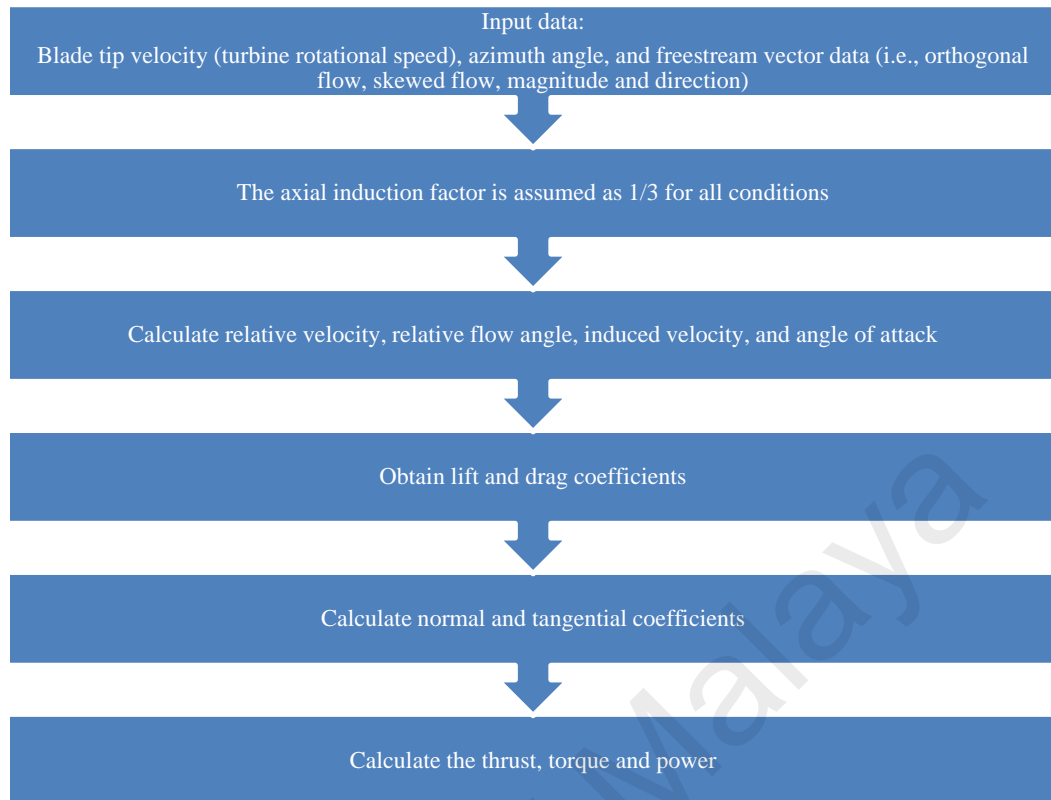 Input data:
Blade tip velocity (turbine rotational speed), azimuth angle, and freestream vector data (i.e., orthogonal
flow, skewed flow, magnitude and direction)
The axial induction factor is assumed as 1/3 for all conditions
Calculate relative velocity, relative flow angle, induced velocity, and angle of attack
Obtain lift and drag coefficients
Calculate normal and tangential coefficients
Calculate the thrust, torque and power
Malaya